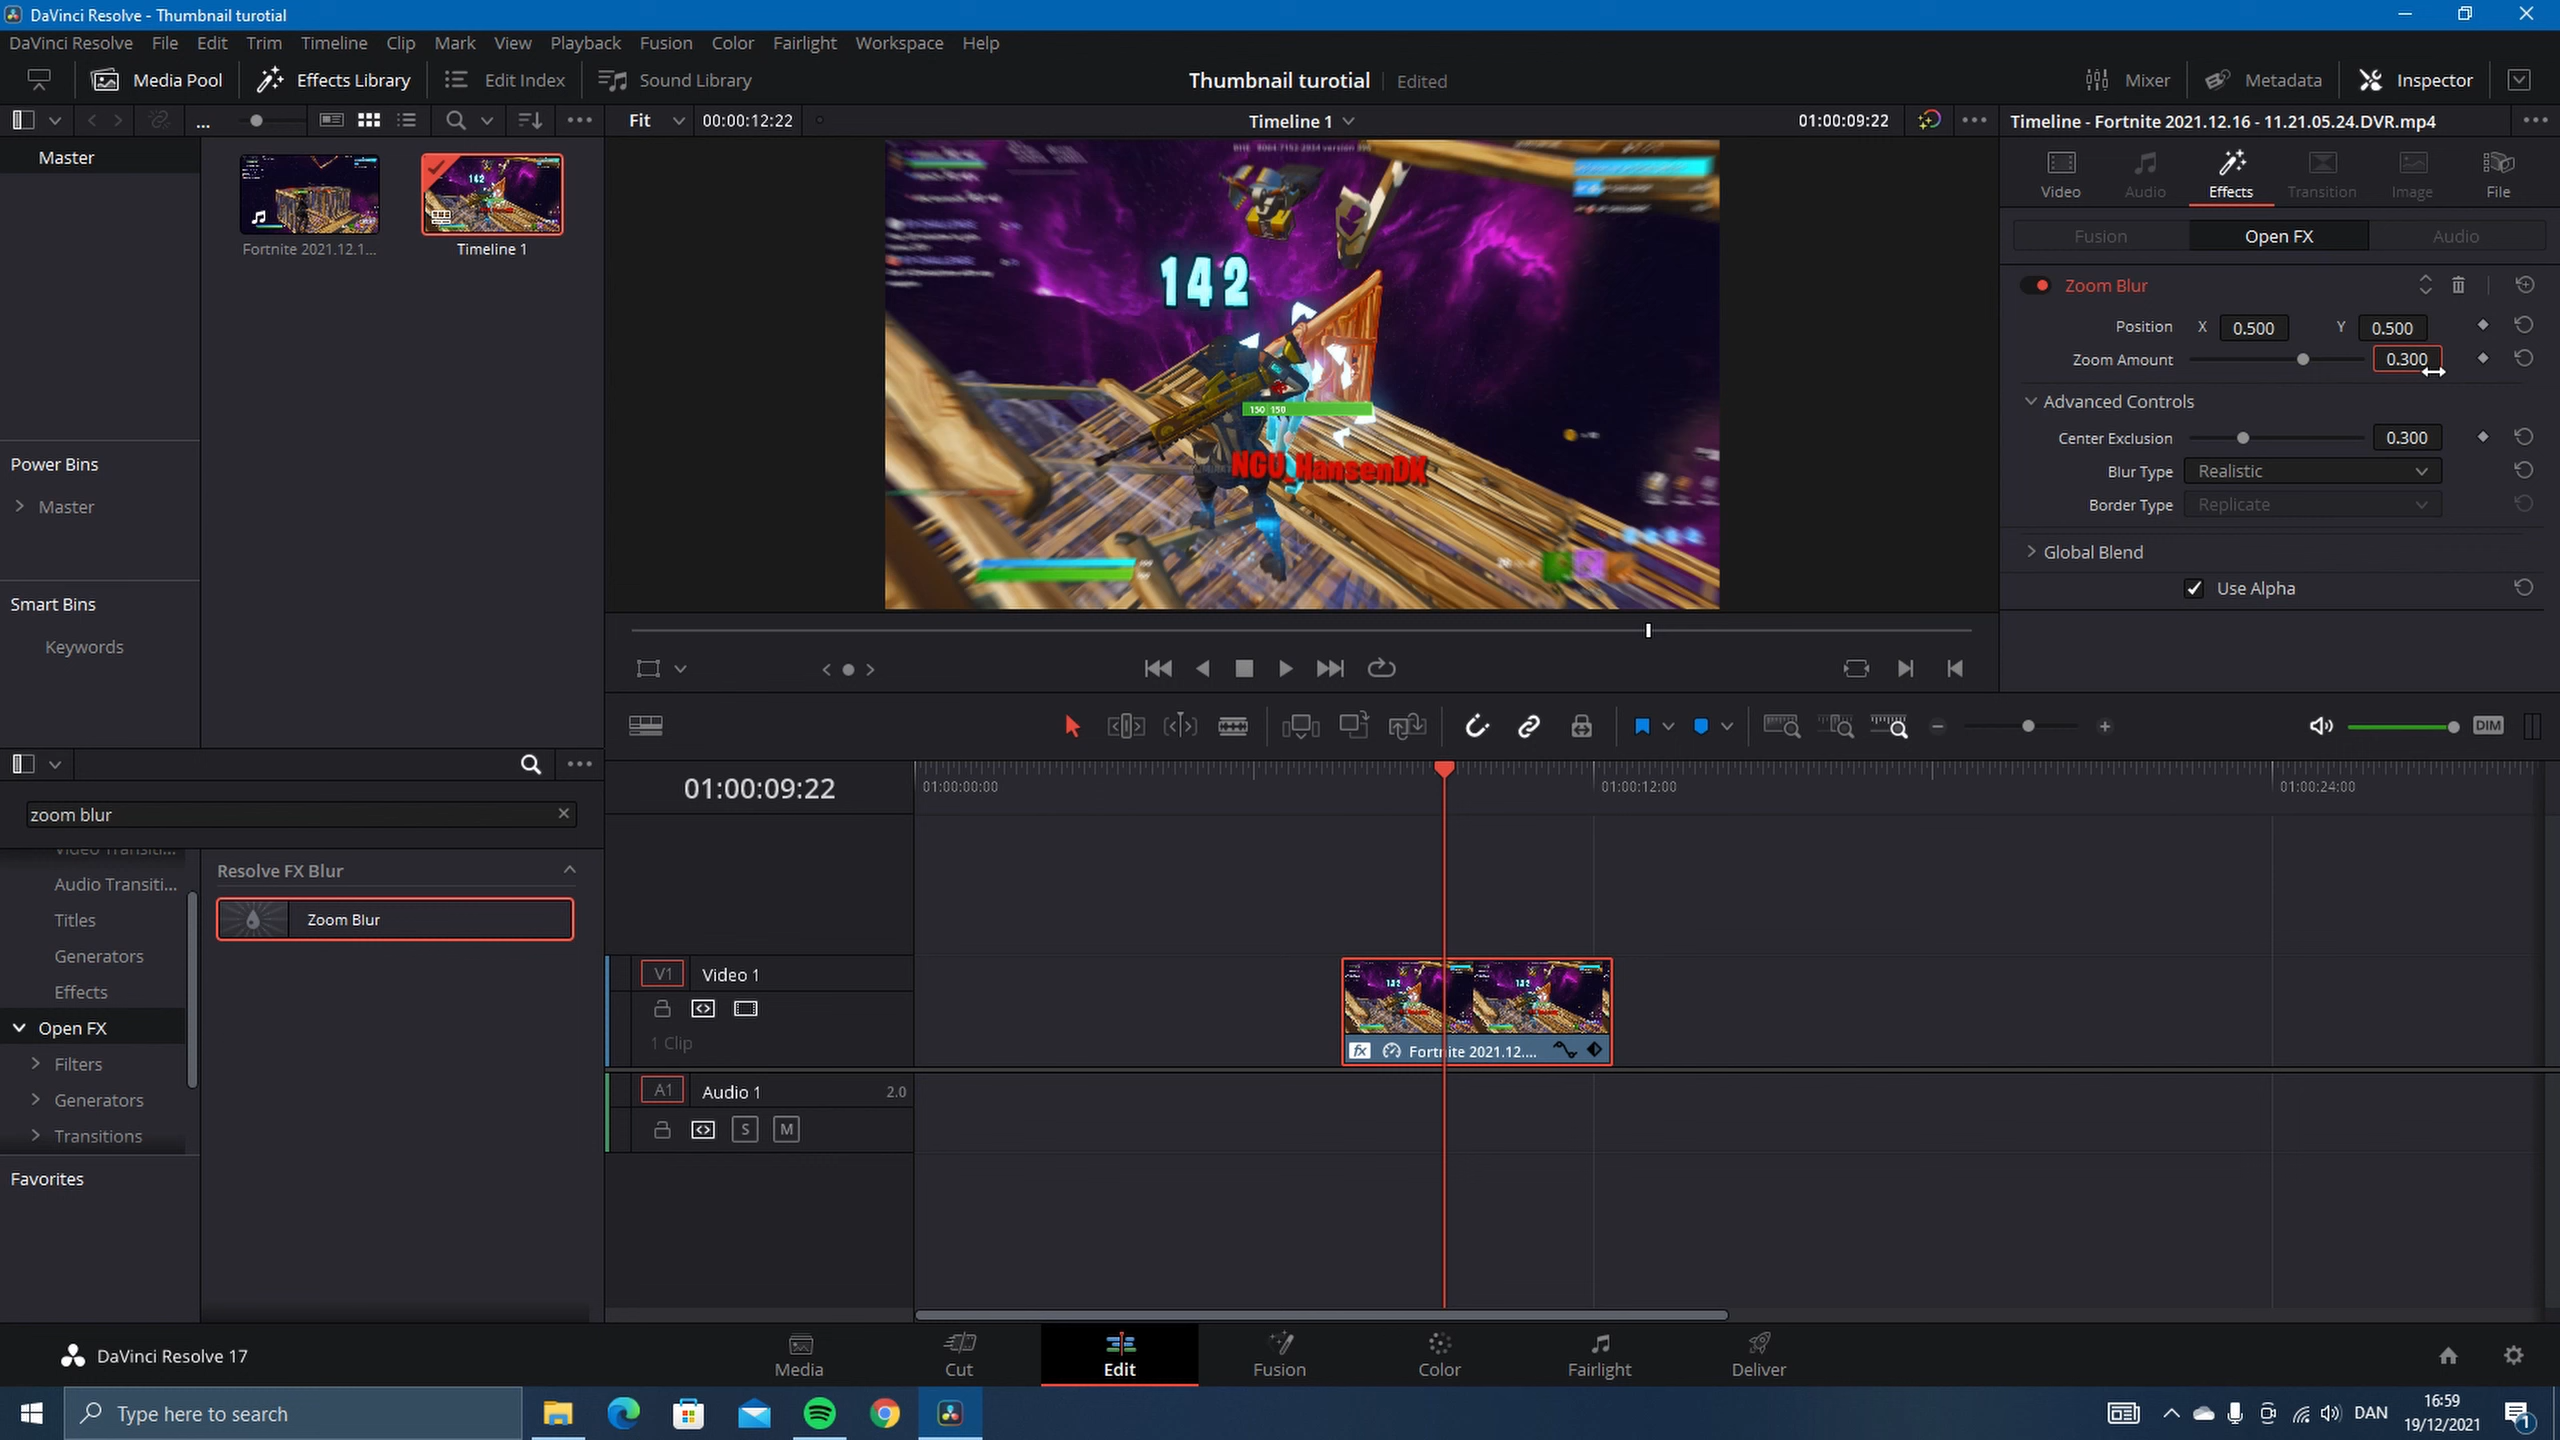 DaVinci Resolve - Thumbnail turotial
DaVinci Resolve File Edit Trim Timeline Clip Mark View Playback Fusion Color Fairlight Workspace Help
Media Pool Effects Library Edit Index Sound Library Thumbnail turotial Edited Mixer Metadata Inspector
... Fit 00:00:12:22 Timeline 1 01:00:09:22 Timeline - Fortnite 2021.12.16 - 11.21.05.24.DVR.mp4
Master
Fortnite 2021.12.1...
Timeline 1
Power Bins
Master
Smart Bins
Keywords
142
150 150
NGU_HansenDK
Video Audio Effects Transition Image File
Fusion Open FX Audio
Zoom Blur
Position X 0.500 Y 0.500
Zoom Amount 0.300
Advanced Controls
Center Exclusion 0.300
Blur Type Realistic
Border Type Replicate
Global Blend
Use Alpha
DIM
zoom blur
Video Transiti...
Audio Transiti...
Titles
Generators
Effects
Open FX
Filters
Generators
Transitions
Favorites
Resolve FX Blur
Zoom Blur
01:00:09:22
01:00:00:00 01:00:12:00 01:00:24:00
V1 Video 1
1 Clip
fx Fortnite 2021.12....
A1 Audio 1 2.0
S M
DaVinci Resolve 17
Media Cut Edit Fusion Color Fairlight Deliver
Type here to search
DAN
16:59
19/12/2021
1